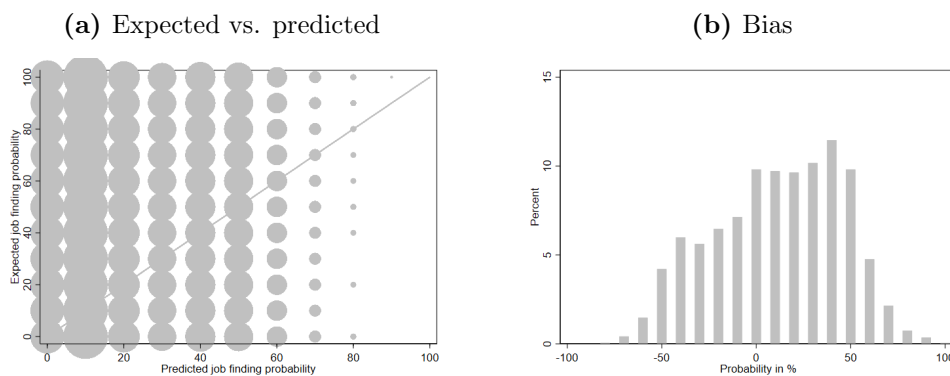 (a) Expected vs. predicted
Expected job finding probability
100
80
60
40
20
0
0 20 40 60 80 100
Predicted job finding probability
(b) Bias
Percent
15
10
5
0
-100 -50 0 50 100
Probability in %